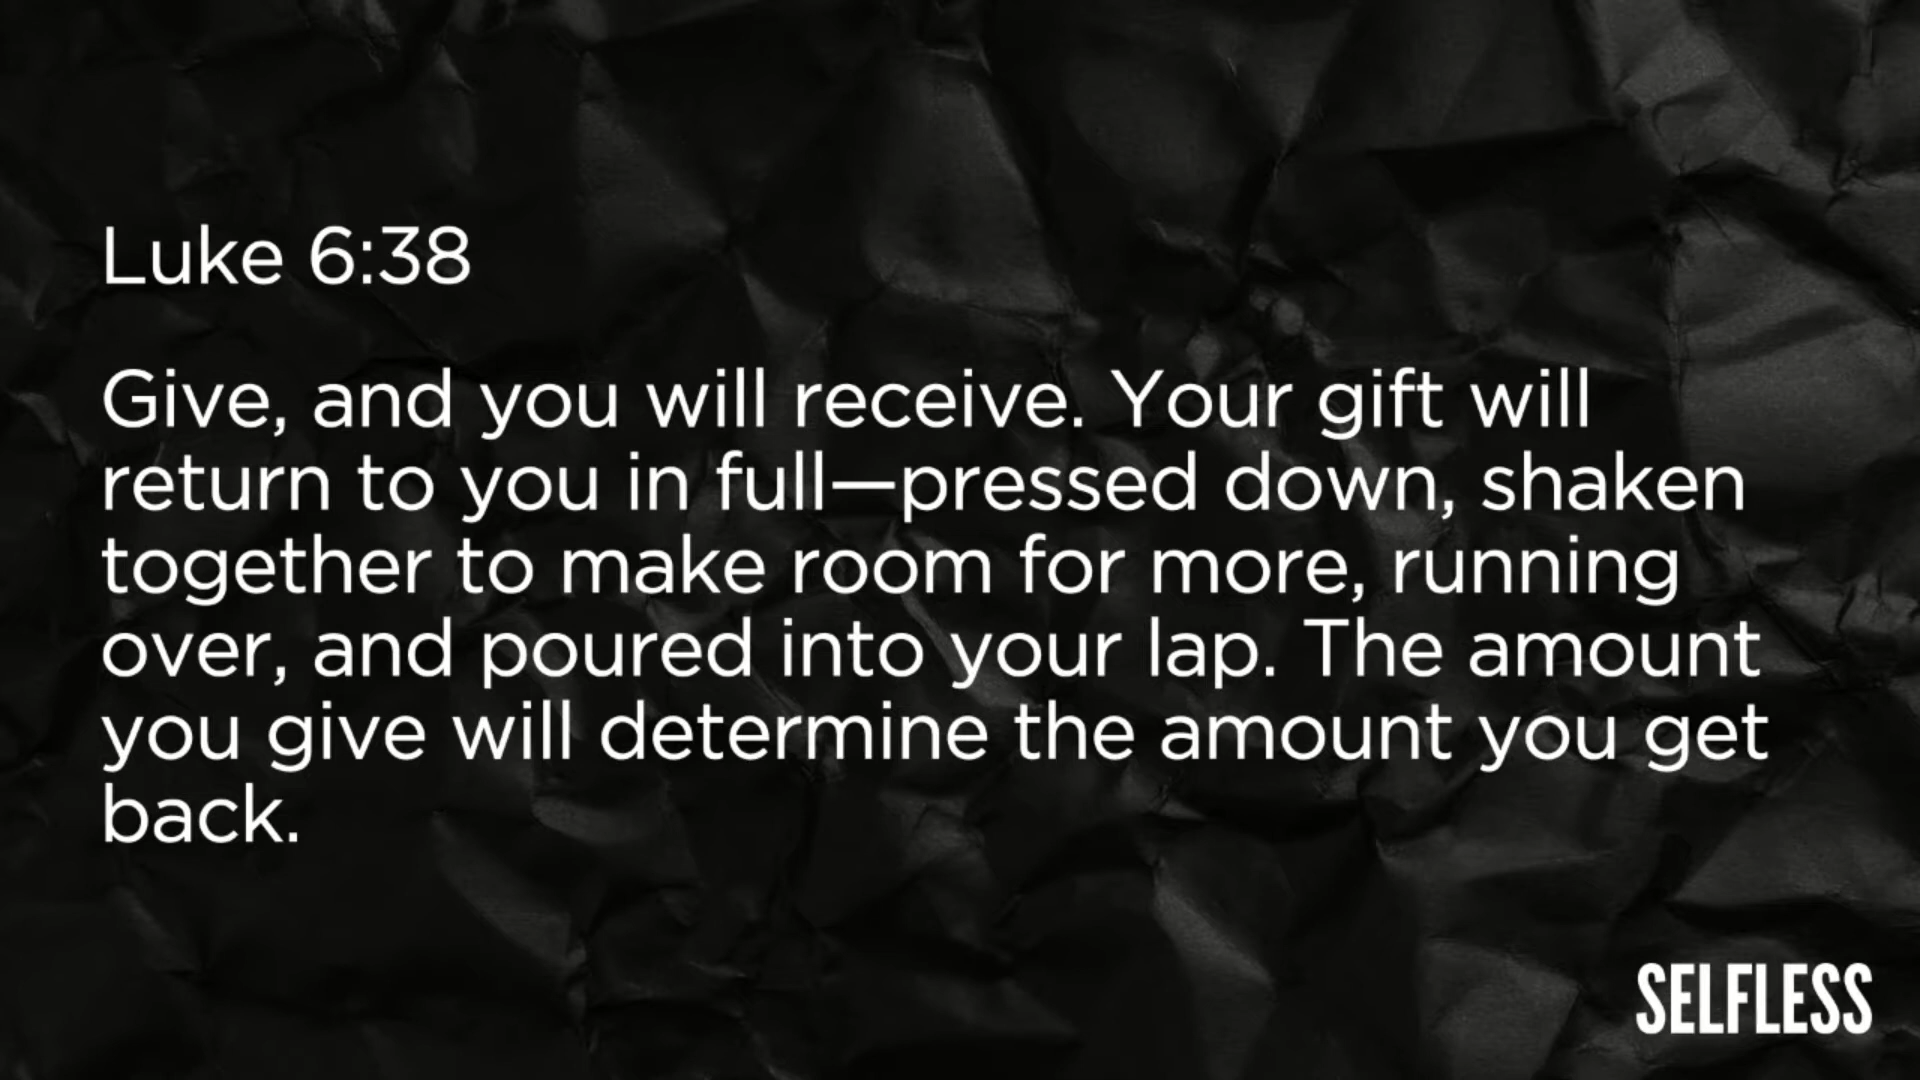 Luke 6:38
Give, and you will receive. Your gift will
return to you in full—pressed down, shaken
together to make room for more, running
over, and poured into your lap. The amount
you give will determine the amount you get
back.
SELFLESS